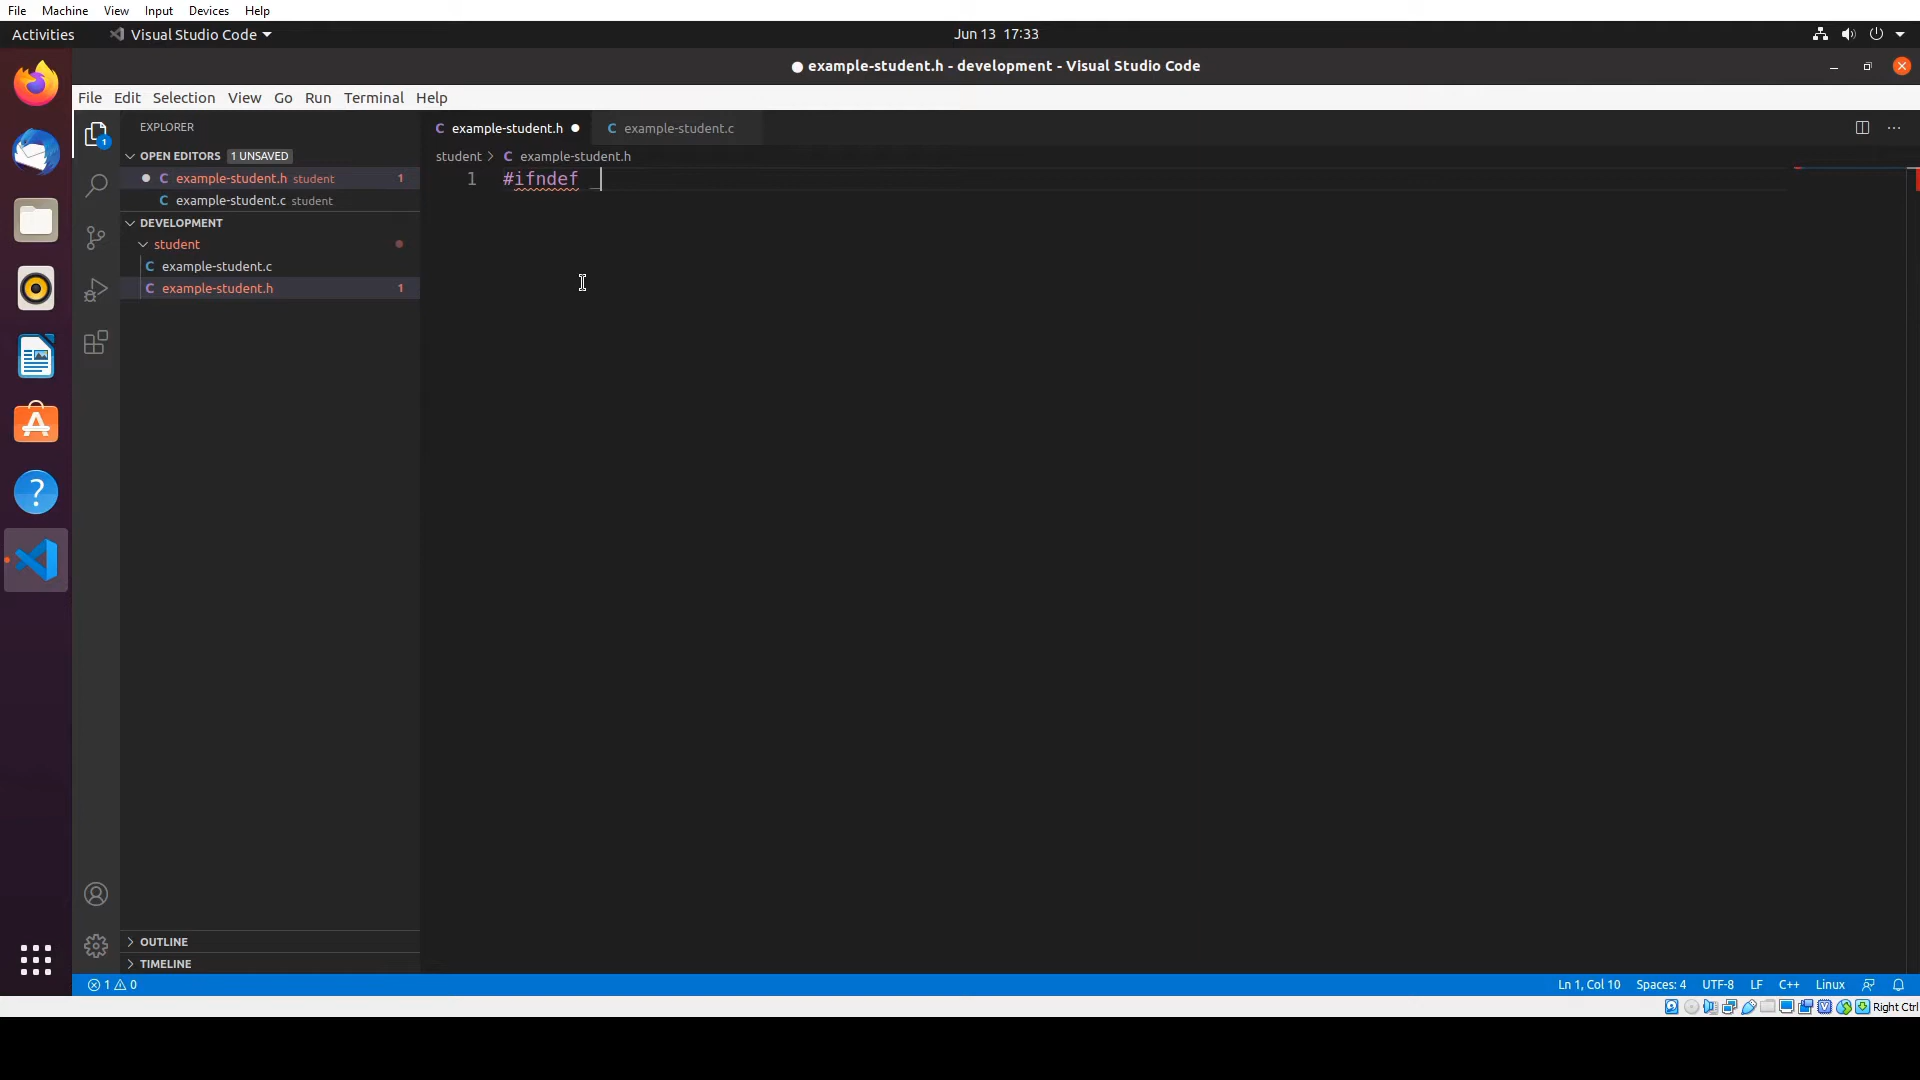 File Machine View Input Devices Help
Activities Visual Studio Code Jun 13 17:33
● example-student.h - development - Visual Studio Code
File Edit Selection View Go Run Terminal Help
EXPLORER
OPEN EDITORS 1 UNSAVED
example-student.h student 1
example-student.c student
DEVELOPMENT
student
example-student.c
example-student.h 1
OUTLINE
TIMELINE
1
example-student.h ● example-student.c
student > example-student.h
1 #ifndef _
1 0
Ln 1, Col 10 Spaces: 4 UTF-8 LF C++ Linux
Right Ctrl